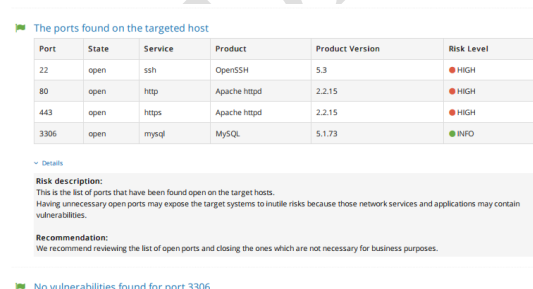 The ports found on the targeted host
Port State Service Product Product Version Risk Level
22 open ssh OpenSSH 5.3 HIGH
80 open http Apache httpd 2.2.15 HIGH
443 open https Apache httpd 2.2.15 HIGH
3306 open mysql MySQL 5.1.73 INFO
Details
Risk description:
This is the list of ports that have been found open on the target hosts.
Having unnecessary open ports may expose the target systems to inutile risks because those network services and applications may contain
vulnerabilities.
Recommendation:
We recommend reviewing the list of open ports and closing the ones which are not necessary for business purposes.
No vulnerabilities found for port 3306